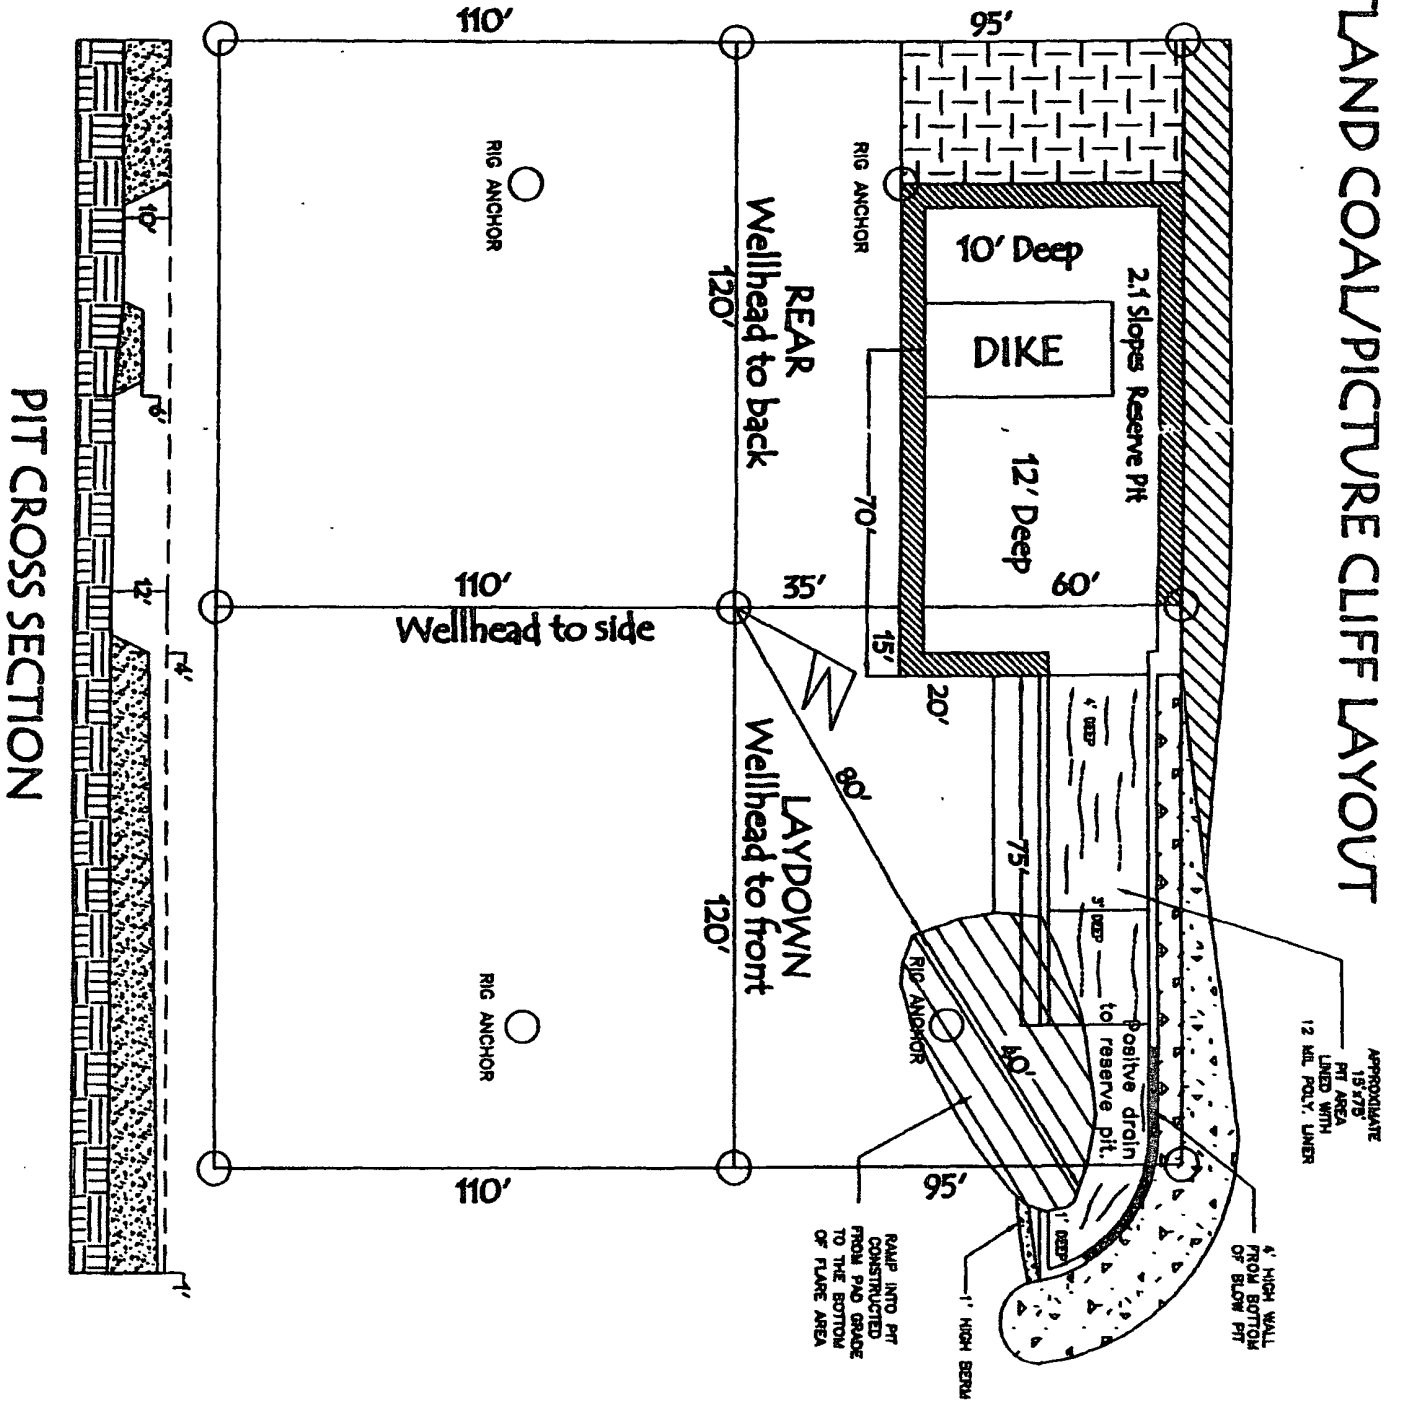 TLAND COAL/PICTURE CLIFF LAYOUT
110'
95'
RIG ANCHOR
RIG ANCHOR
10' Deep
2.1 Slopes Reserve Pit
DIKE
12' Deep
REAR
Wellhead to back
120'
70'
110'
Wellhead to side
35'
60'
15'
20'
80'
LAYDOWN
Wellhead to front
120'
75'
4' DEEP
3' DEEP
RIG ANCHOR
RIG ANCHOR
40'
Positve drain
to reserve pit.
1' DEEP
110'
95'
APPROXIMATE
15'x75'
PIT AREA
LINED WITH
12 MIL POLY. LINER
4' HIGH WALL
FROM BOTTOM
OF BLOW PIT
1' HIGH BERM
RAMP INTO PIT
CONSTRUCTED
FROM PAD GRADE
TO THE BOTTOM
OF FLARE AREA
10'
6'
12'
4'
1'
PIT CROSS SECTION